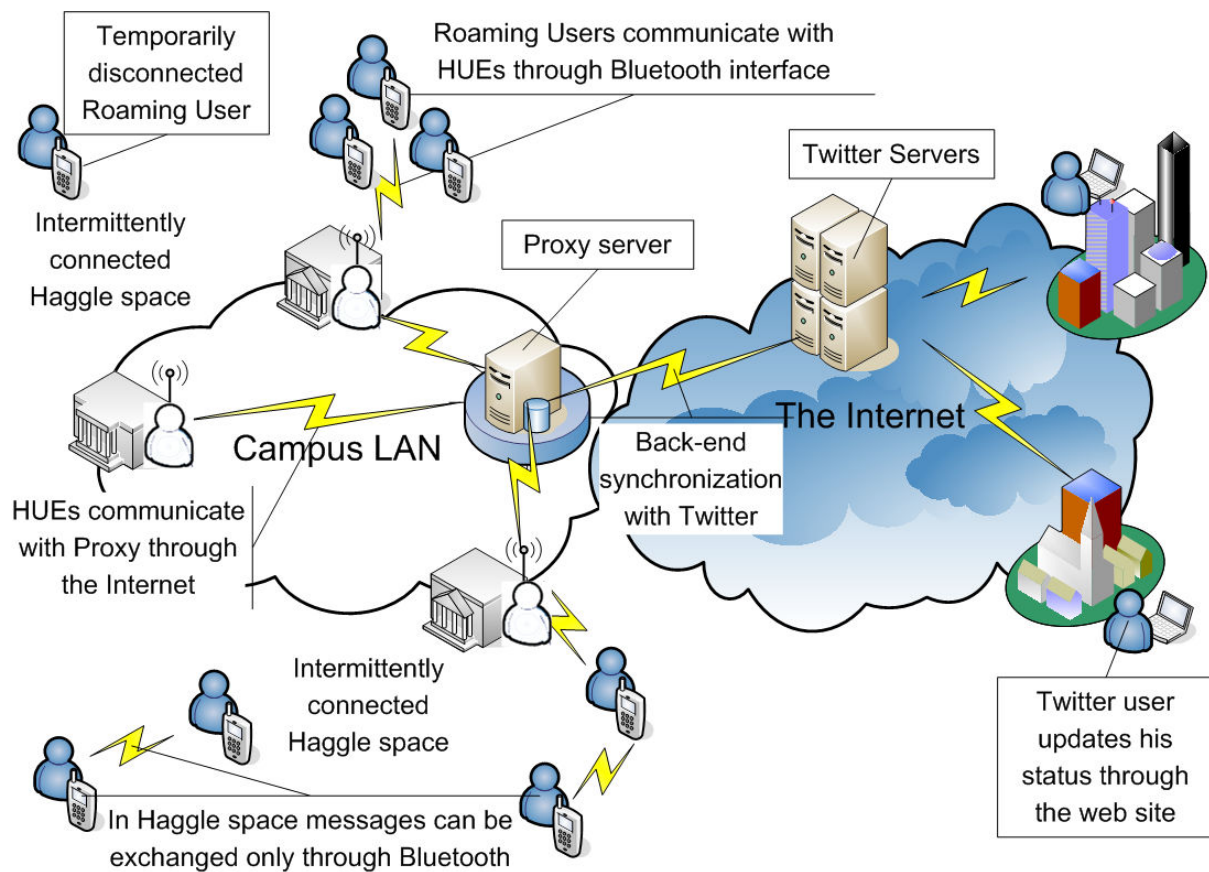 Temporarily
disconnected
Roaming User
Roaming Users communicate with
HUEs through Bluetooth interface
Twitter Servers
Intermittently
connected
Haggle space
Proxy server
Campus LAN
The Internet
Back-end
synchronization
with Twitter
HUEs communicate
with Proxy through
the Internet
Intermittently
connected
Haggle space
Twitter user
updates his
status through
the web site
In Haggle space messages can be
exchanged only through Bluetooth